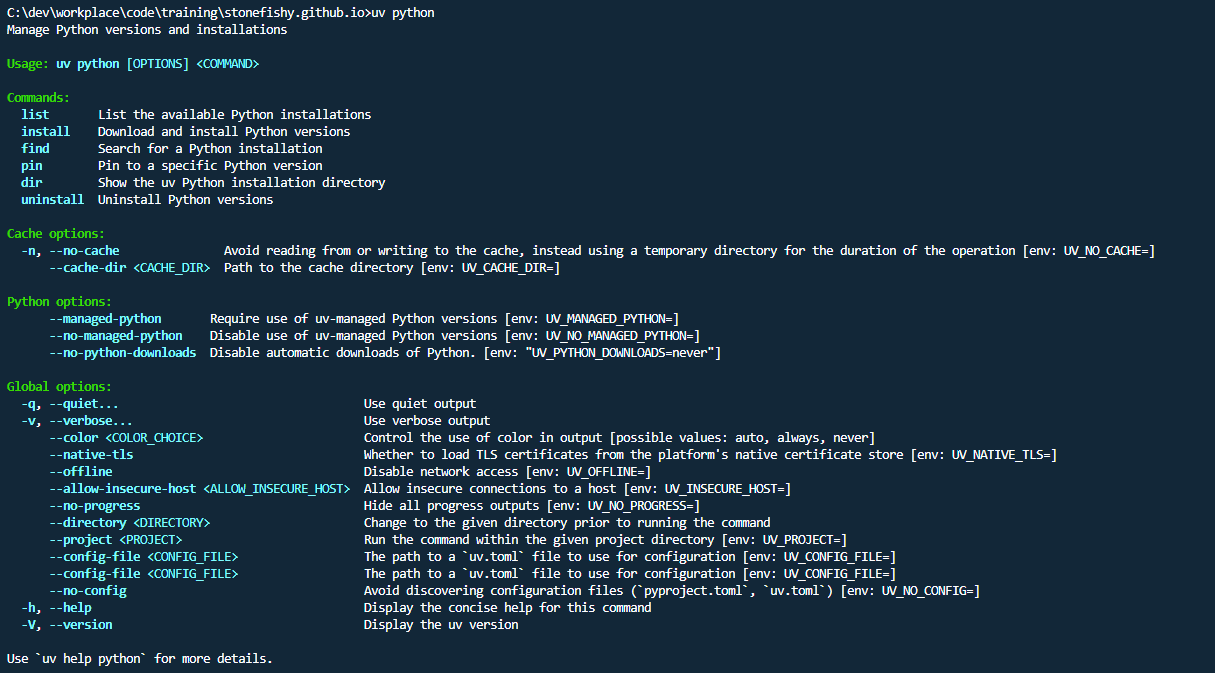 C:\dev\workplace\code\training\stonefishy.github.io>uv python
Manage Python versions and installations
Usage: uv python [OPTIONS] <COMMAND>
Commands:
list       List the available Python installations
install    Download and install Python versions
find       Search for a Python installation
pin        Pin to a specific Python version
dir        Show the uv Python installation directory
uninstall  Uninstall Python versions
Cache options:
-n, --no-cache               Avoid reading from or writing to the cache, instead using a temporary directory for the duration of the operation [env: UV_NO_CACHE=]
--cache-dir <CACHE_DIR>  Path to the cache directory [env: UV_CACHE_DIR=]
Python options:
--managed-python       Require use of uv-managed Python versions [env: UV_MANAGED_PYTHON=]
--no-managed-python    Disable use of uv-managed Python versions [env: UV_NO_MANAGED_PYTHON=]
--no-python-downloads  Disable automatic downloads of Python. [env: "UV_PYTHON_DOWNLOADS=never"]
Global options:
-q, --quiet...                                   Use quiet output
-v, --verbose...                                 Use verbose output
--color <COLOR_CHOICE>                       Control the use of color in output [possible values: auto, always, never]
--native-tls                                 Whether to load TLS certificates from the platform's native certificate store [env: UV_NATIVE_TLS=]
--offline                                    Disable network access [env: UV_OFFLINE=]
--allow-insecure-host <ALLOW_INSECURE_HOST>  Allow insecure connections to a host [env: UV_INSECURE_HOST=]
--no-progress                                Hide all progress outputs [env: UV_NO_PROGRESS=]
--directory <DIRECTORY>                      Change to the given directory prior to running the command
--project <PROJECT>                          Run the command within the given project directory [env: UV_PROJECT=]
--config-file <CONFIG_FILE>                  The path to a `uv.toml` file to use for configuration [env: UV_CONFIG_FILE=]
--config-file <CONFIG_FILE>                  The path to a `uv.toml` file to use for configuration [env: UV_CONFIG_FILE=]
--no-config                                  Avoid discovering configuration files (`pyproject.toml`, `uv.toml`) [env: UV_NO_CONFIG=]
-h, --help                                       Display the concise help for this command
-V, --version                                    Display the uv version
Use `uv help python` for more details.